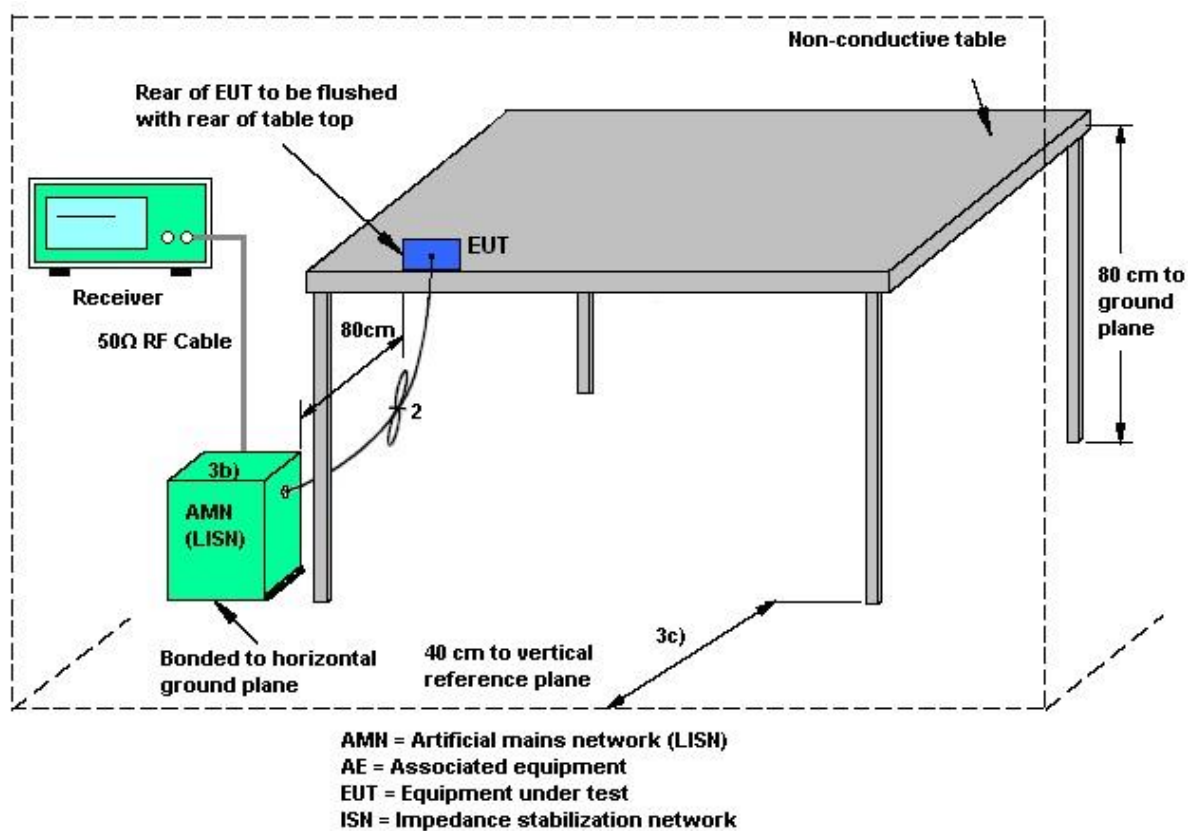 Non-conductive table
Rear of EUT to be flushed
with rear of table top
EUT
Receiver
80 cm to
ground
plane
80cm
50Ω RF Cable
2
3b)
AMN
(LISN)
3c)
Bonded to horizontal
ground plane
40 cm to vertical
reference plane
AMN = Artificial mains network (LISN)
AE = Associated equipment
EUT = Equipment under test
ISN = Impedance stabilization network